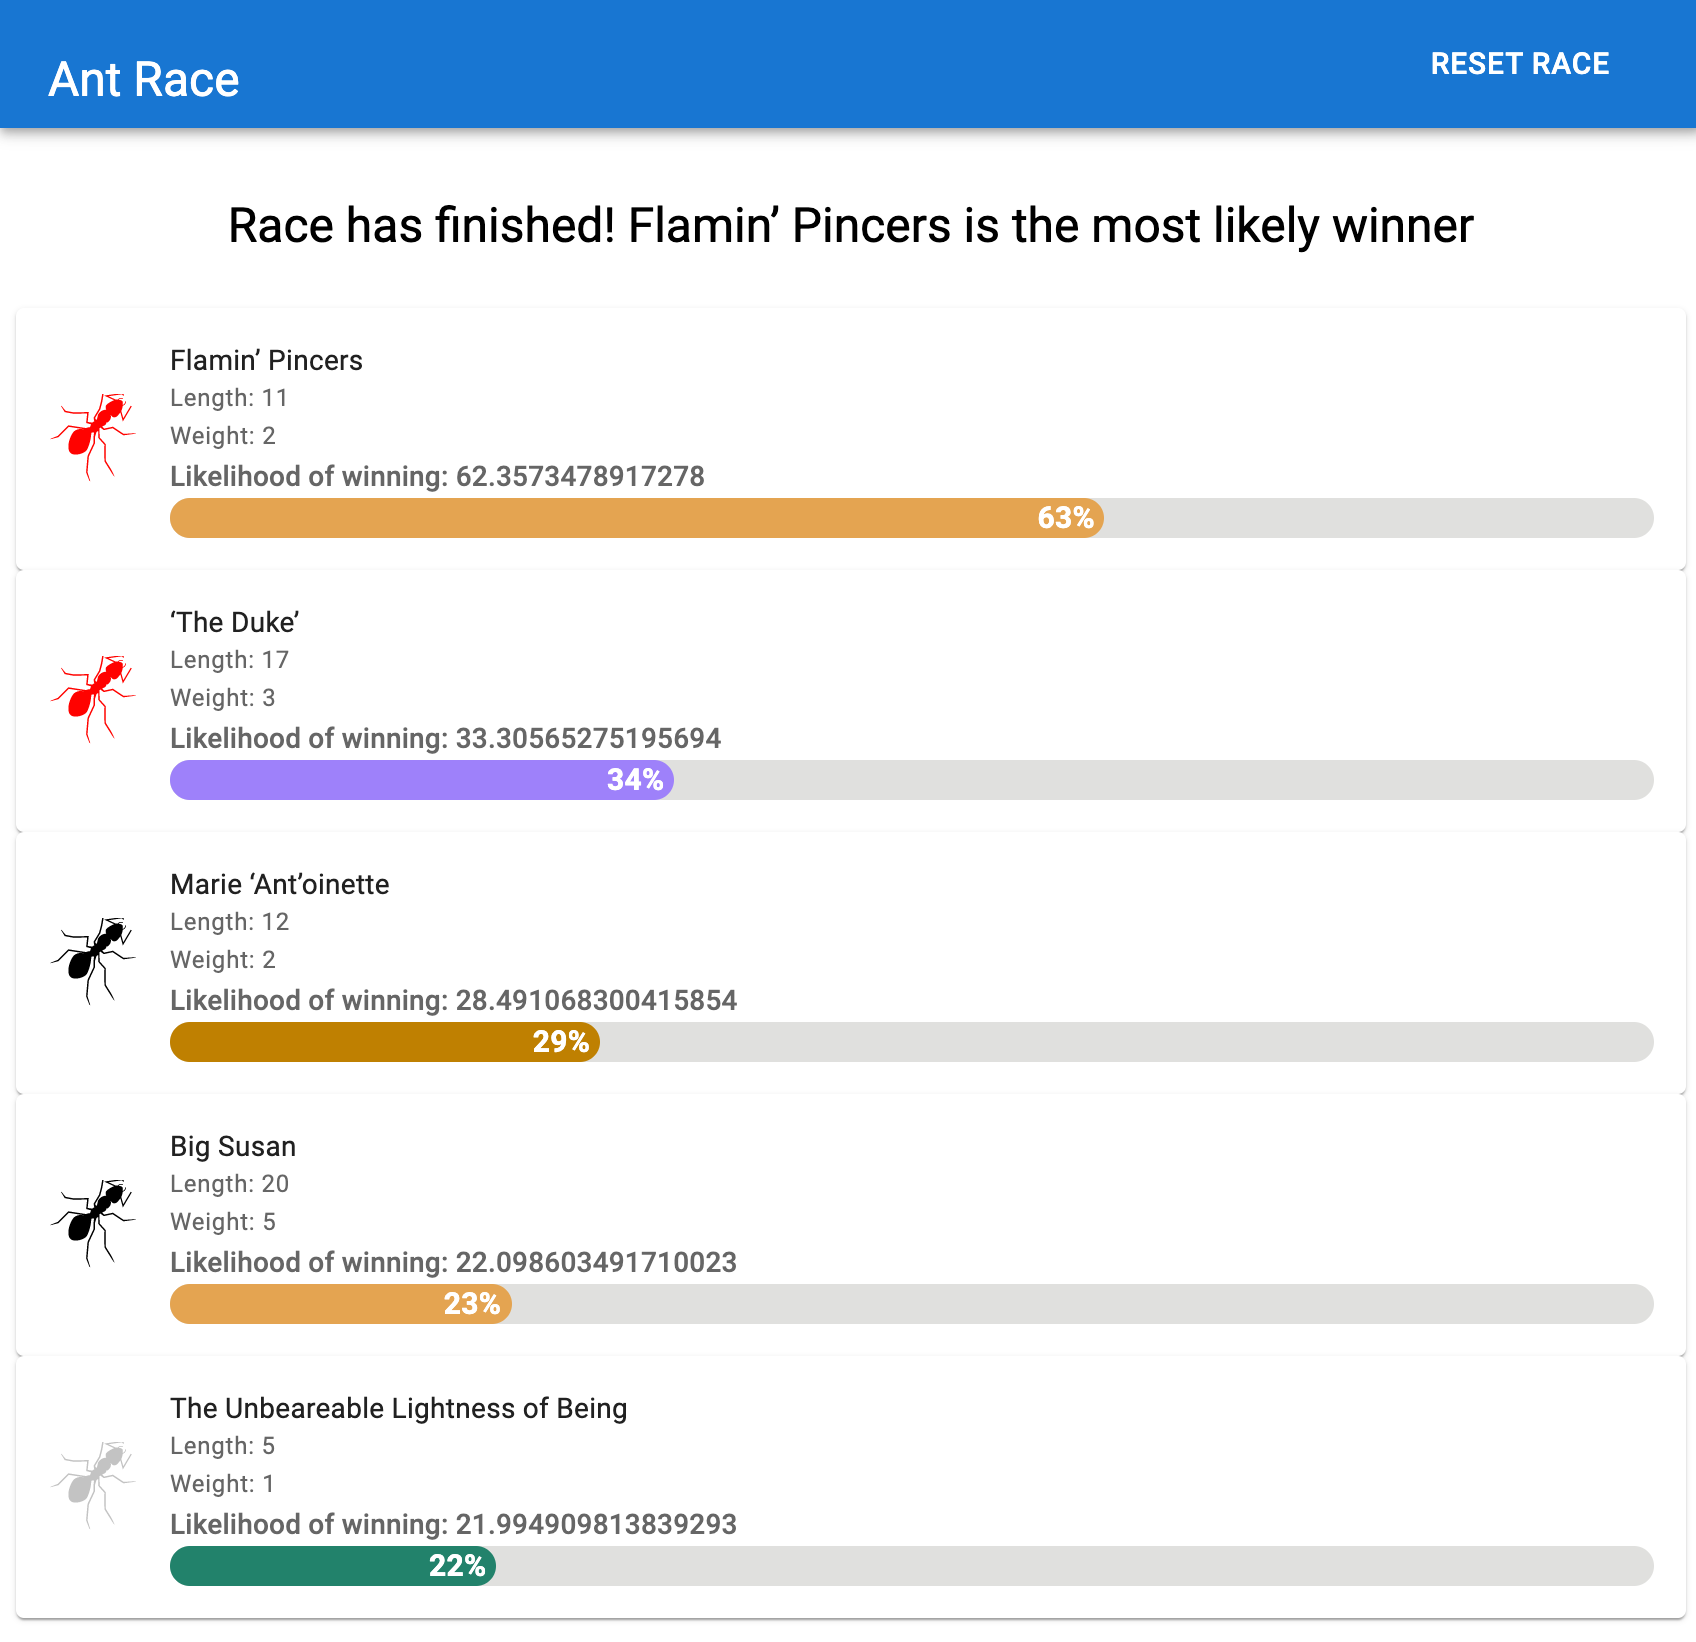 Ant Race
RESET RACE
Race has finished! Flamin’ Pincers is the most likely winner
Flamin’ Pincers
Length: 11
Weight: 2
Likelihood of winning: 62.3573478917278
63%
‘The Duke’
Length: 17
Weight: 3
Likelihood of winning: 33.30565275195694
34%
Marie ‘Ant’oinette
Length: 12
Weight: 2
Likelihood of winning: 28.491068300415854
29%
Big Susan
Length: 20
Weight: 5
Likelihood of winning: 22.098603491710023
23%
The Unbeareable Lightness of Being
Length: 5
Weight: 1
Likelihood of winning: 21.994909813839293
22%